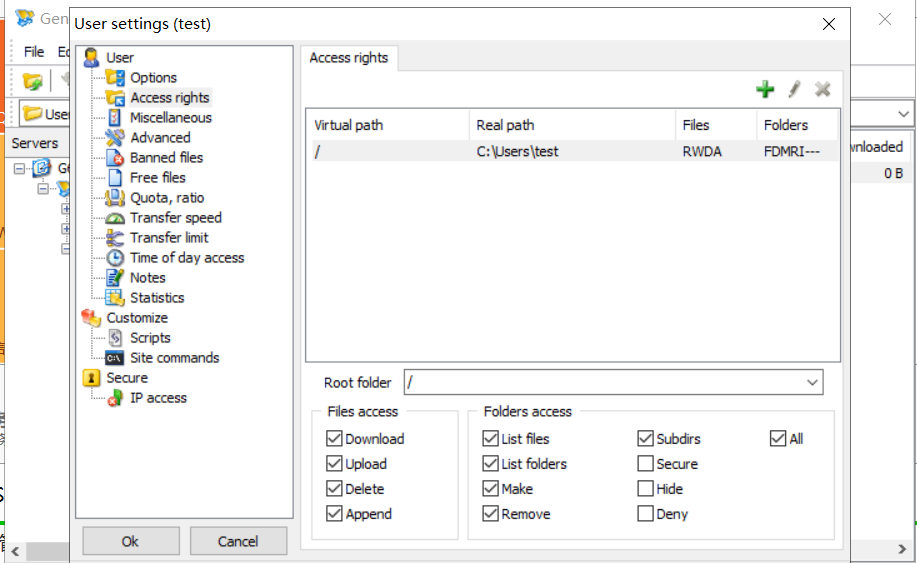 User settings (test)
Gen
File
Servers
User
Options
Access rights
Miscellaneous
Advanced
Banned files
Free files
Quota, ratio
Transfer speed
Transfer limit
Time of day access
Notes
Statistics
Customize
Scripts
Site commands
Secure
IP access
Ok
Cancel
Access rights
Virtual path Real path Files Folders
/ C:\Users\test RWDA FDMRI---
Root folder /
Files access
Download
Upload
Delete
Append
Folders access
List files Subdirs All
List folders Secure
Make Hide
Remove Deny
wnloaded
0 B